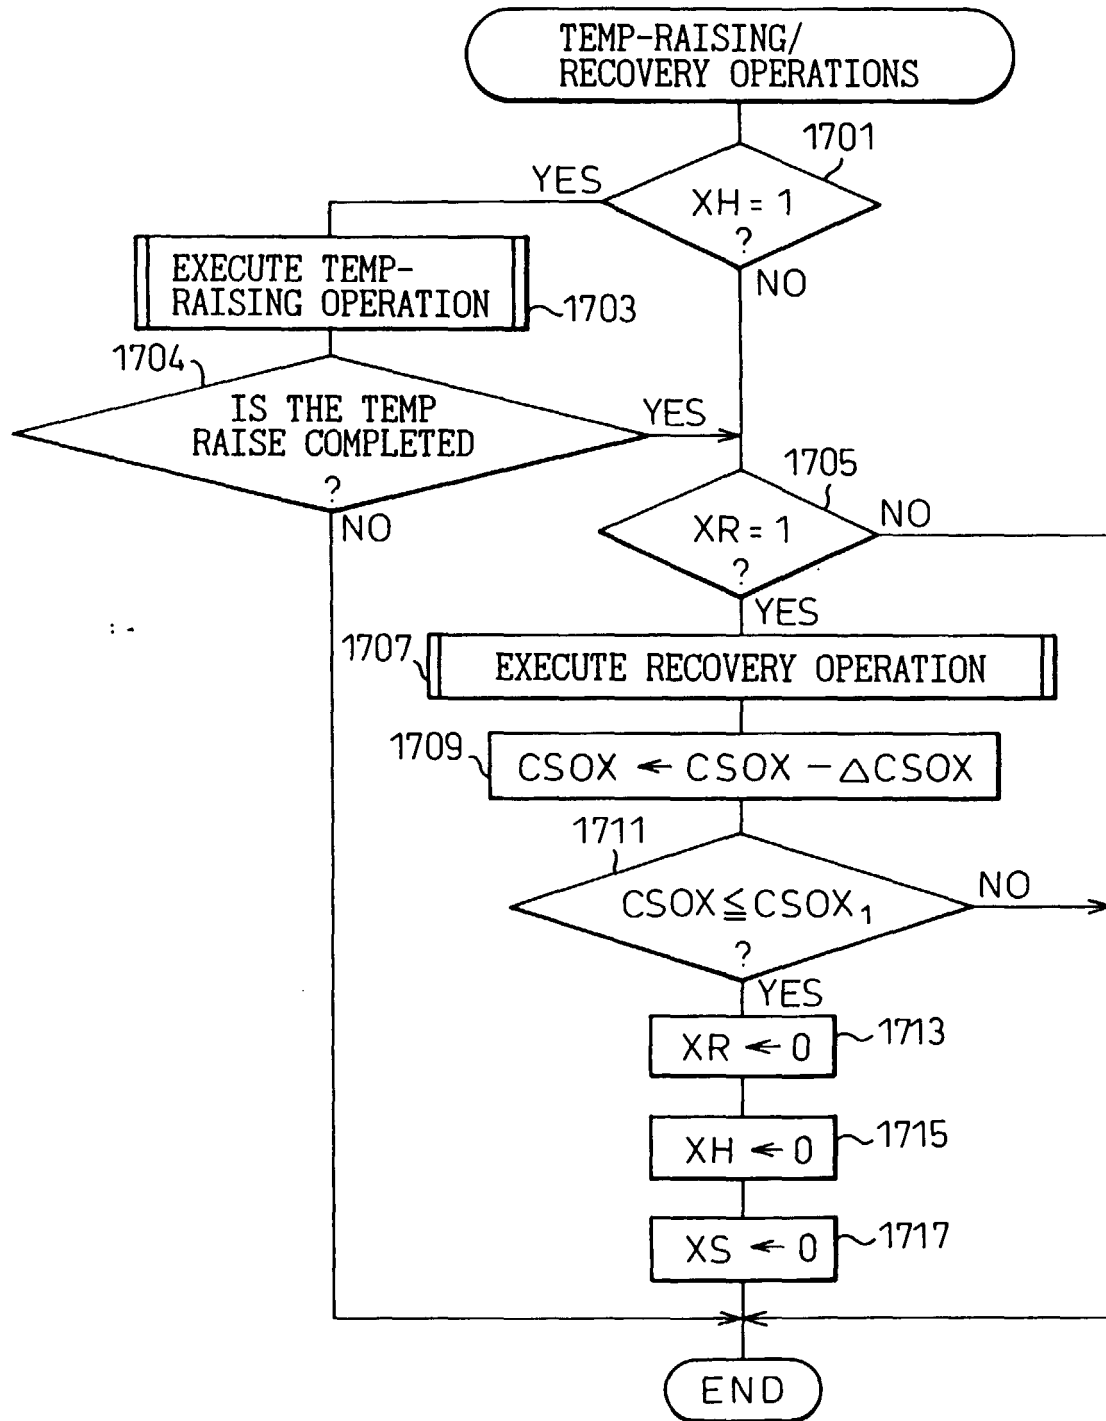 TEMP-RAISING/
RECOVERY OPERATIONS
1701
YES
XH = 1
?
NO
EXECUTE TEMP-
RAISING OPERATION
1703
1704
IS THE TEMP
RAISE COMPLETED
?
YES
NO
1705
XR = 1
?
NO
YES
1707
EXECUTE RECOVERY OPERATION
1709
CSOX ← CSOX − △CSOX
1711
CSOX ≦ CSOX₁
?
NO
YES
XR ← 0
1713
XH ← 0
1715
XS ← 0
1717
END